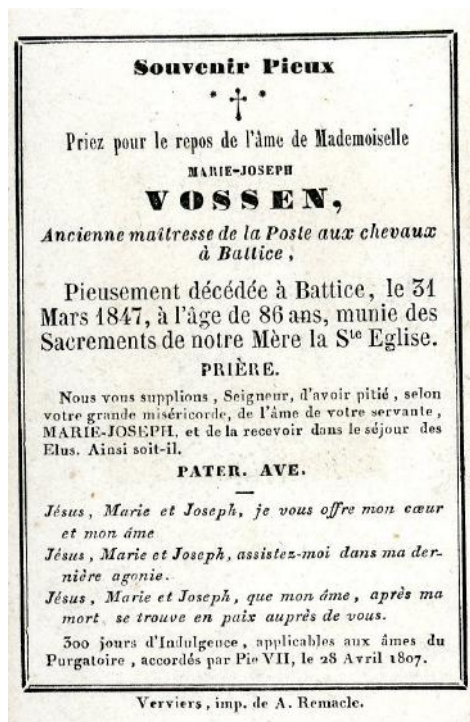 Souvenir Pieux
* † *
Priez pour le repos de l'âme de Mademoiselle
MARIE-JOSEPH
VOSSEN,
Ancienne maîtresse de la Poste aux chevaux
à Battice,
Pieusement décédée à Battice, le 31
Mars 1847, à l'âge de 86 ans, munie des
Sacrements de notre Mère la Ste Eglise.
PRIÈRE.
Nous vous supplions, Seigneur, d'avoir pitié, selon
votre grande miséricorde, de l'âme de votre servante,
MARIE-JOSEPH, et de la recevoir dans le séjour des
Elus. Ainsi soit-il.
PATER. AVE.
Jésus, Marie et Joseph, je vous offre mon cœur
et mon âme
Jésus, Marie et Joseph, assistez-moi dans ma der-
nière agonie.
Jésus, Marie et Joseph, que mon âme, après ma
mort se trouve en paix auprès de vous.
300 jours d'Indulgence, applicables aux âmes du
Purgatoire, accordés par Pie VII, le 28 Avril 1807.
Verviers, imp. de A. Remacle.